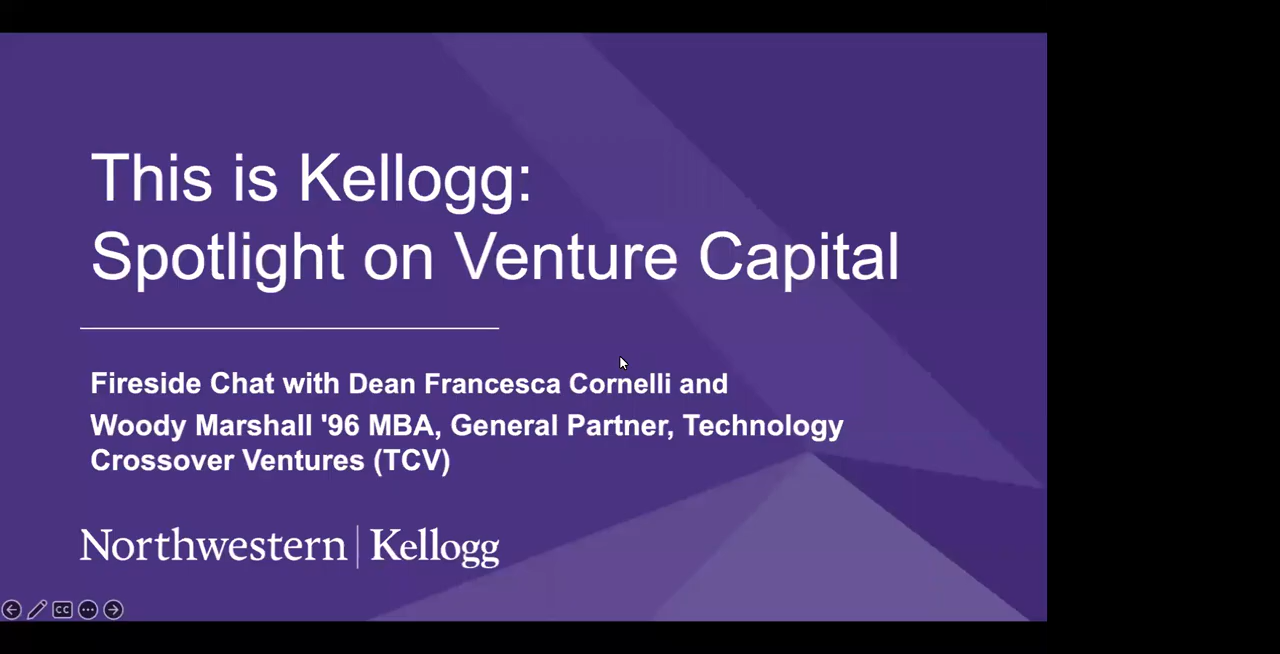 This is Kellogg:
Spotlight on Venture Capital
Fireside Chat with Dean Francesca Cornelli and
Woody Marshall '96 MBA, General Partner, Technology
Crossover Ventures (TCV)
Northwestern | Kellogg
CC